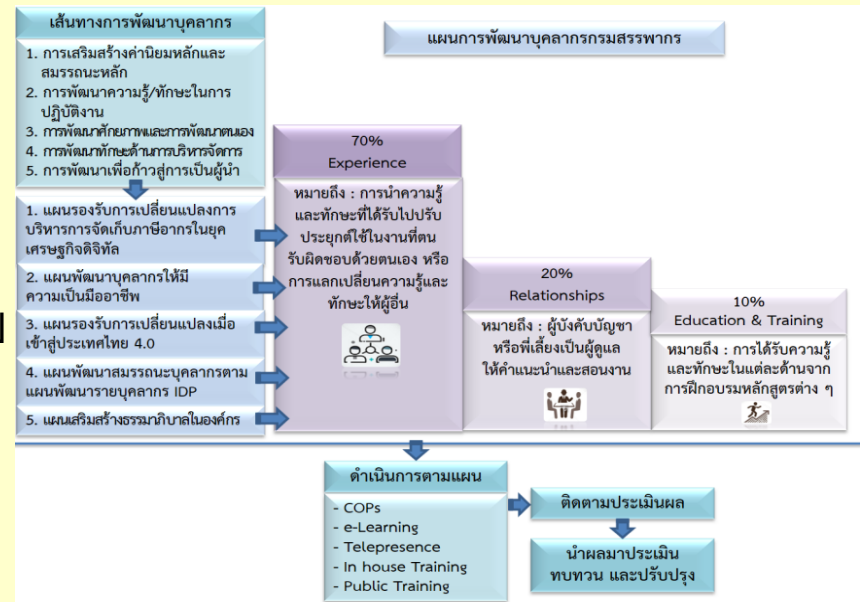 เส้นทางการพัฒนาบุคลากร
1. การเสริมสร้างค่านิยมหลักและ
สมรรถนะหลัก
2. การพัฒนาความรู้/ทักษะในการ
ปฏิบัติงาน
3. การพัฒนาศักยภาพและการพัฒนาตนเอง
4. การพัฒนาทักษะด้านการบริหารจัดการ
5. การพัฒนาเพื่อก้าวสู่การเป็นผู้นำ
แผนการพัฒนาบุคลากรกรมสรรพากร
1. แผนรองรับการเปลี่ยนแปลงการ
บริหารการจัดเก็บภาษีอากรในยุค
เศรษฐกิจดิจิทัล
2. แผนพัฒนาบุคลากรให้มี
ความเป็นมืออาชีพ
3. แผนรองรับการเปลี่ยนแปลงเมื่อ
เข้าสู่ประเทศไทย 4.0
4. แผนพัฒนาสมรรถนะบุคลากรตาม
แผนพัฒนารายบุคลากร IDP
5. แผนเสริมสร้างธรรมาภิบาลในองค์กร
70%
Experience
หมายถึง : การนำความรู้
และทักษะที่ได้รับไปปรับ
ประยุกต์ใช้ในงานที่ตน
รับผิดชอบด้วยตนเอง หรือ
การแลกเปลี่ยนความรู้และ
ทักษะให้ผู้อื่น
20%
Relationships
หมายถึง : ผู้บังคับบัญชา
หรือพี่เลี้ยงเป็นผู้ดูแล
ให้คำแนะนำและสอนงาน
10%
Education & Training
หมายถึง : การได้รับความรู้
และทักษะในแต่ละด้านจาก
การฝึกอบรมหลักสูตรต่าง ๆ
ดำเนินการตามแผน
- COPs
- e-Learning
- Telepresence
- In house Training
- Public Training
ติดตามประเมินผล
นำผลมาประเมิน
ทบทวน และปรับปรุง